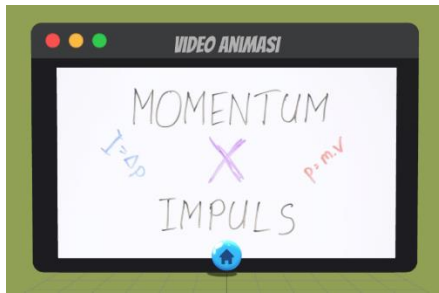 VIDEO ANIMASI
MOMENTUM
I = Δp
X
p = m.v
IMPULS